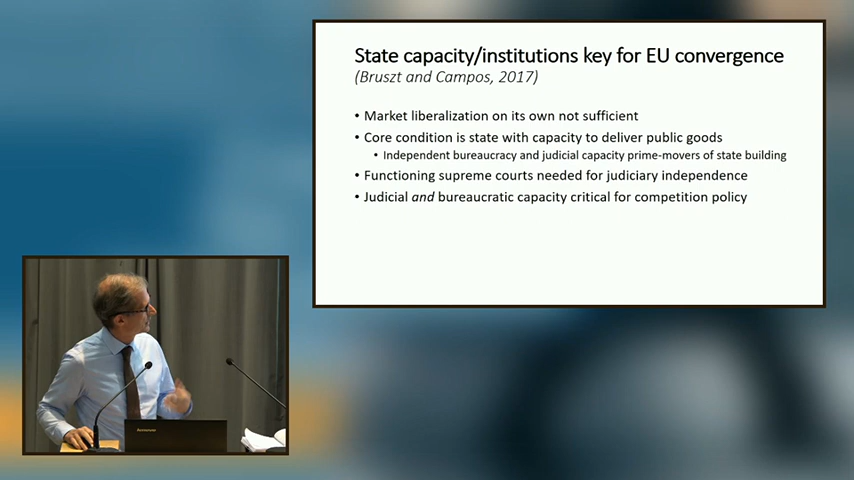 State capacity/institutions key for EU convergence
(Bruszt and Campos, 2017)
• Market liberalization on its own not sufficient
• Core condition is state with capacity to deliver public goods
• Independent bureaucracy and judicial capacity prime-movers of state building
• Functioning supreme courts needed for judiciary independence
• Judicial and bureaucratic capacity critical for competition policy